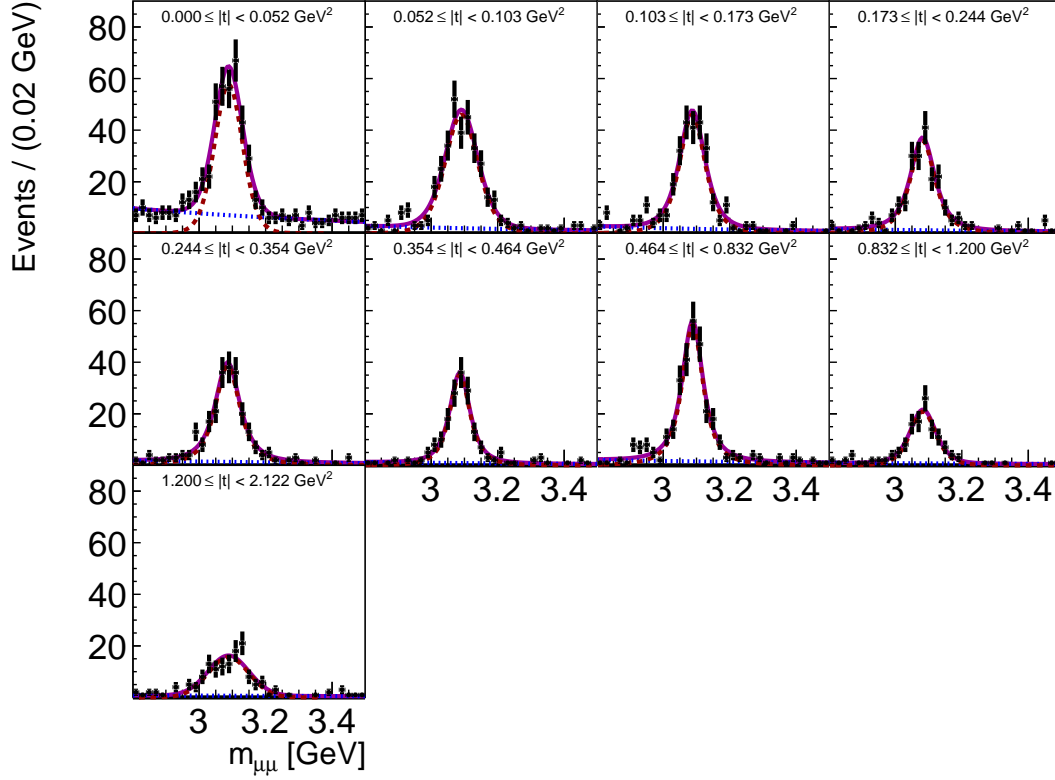 Events / (0.02 GeV)
0.000 ≤ |t| < 0.052 GeV²
0.052 ≤ |t| < 0.103 GeV²
0.103 ≤ |t| < 0.173 GeV²
0.173 ≤ |t| < 0.244 GeV²
80
60
40
20
0.244 ≤ |t| < 0.354 GeV²
0.354 ≤ |t| < 0.464 GeV²
0.464 ≤ |t| < 0.832 GeV²
0.832 ≤ |t| < 1.200 GeV²
80
60
40
20
3 3.2 3.4
3 3.2 3.4
3 3.2 3.4
1.200 ≤ |t| < 2.122 GeV²
80
60
40
20
3 3.2 3.4
m_μμ [GeV]